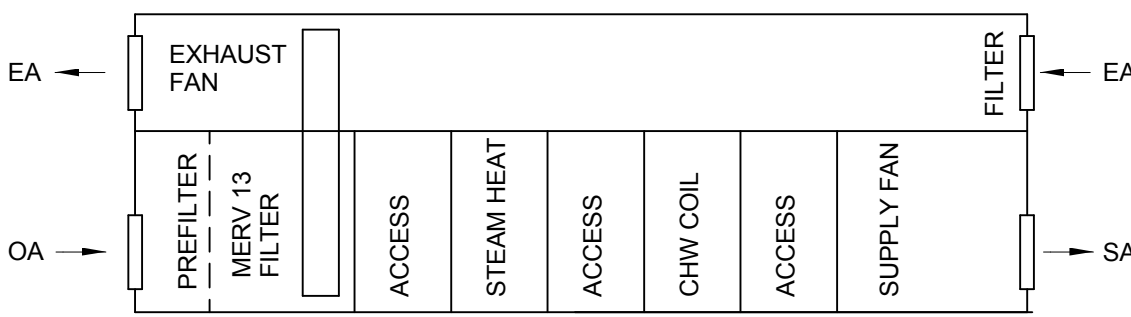 EXHAUST
FAN
FILTER
EA
EA
PREFILTER
MERV 13
FILTER
ACCESS
STEAM HEAT
ACCESS
CHW COIL
ACCESS
SUPPLY FAN
OA
SA